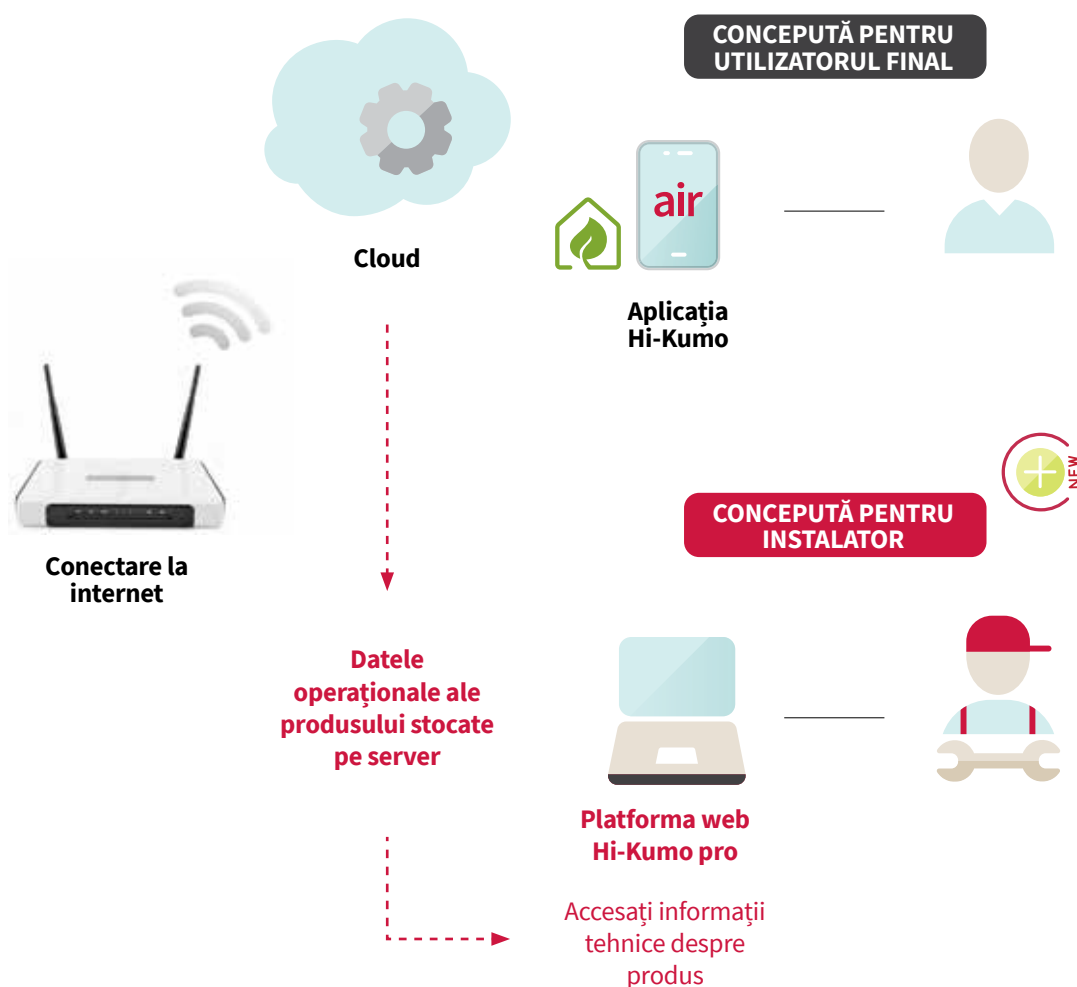 CONCEPUTĂ PENTRU
UTILIZATORUL FINAL
air
Cloud
Aplicația
Hi-Kumo
NEW
CONCEPUTĂ PENTRU
INSTALATOR
Conectare la
internet
Datele
operaționale ale
produsului stocate
pe server
Platforma web
Hi-Kumo pro
Accesați informații
tehnice despre
produs